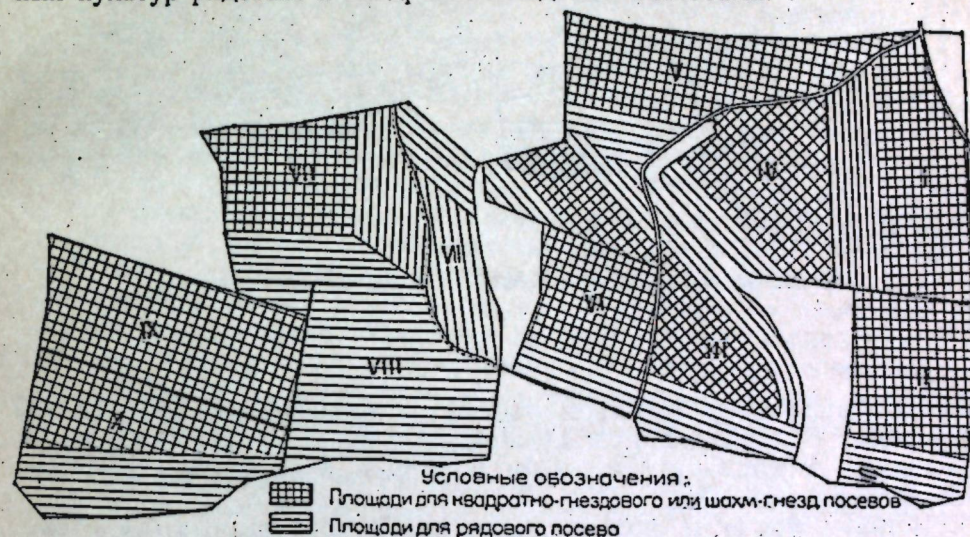 V
VII
IV
I
VII
IX
VI
III
VIII
II
X
Условные обозначения:
Площади для квадратно-гнездового или шахм-гнезд посевов
Площади для рядового посево